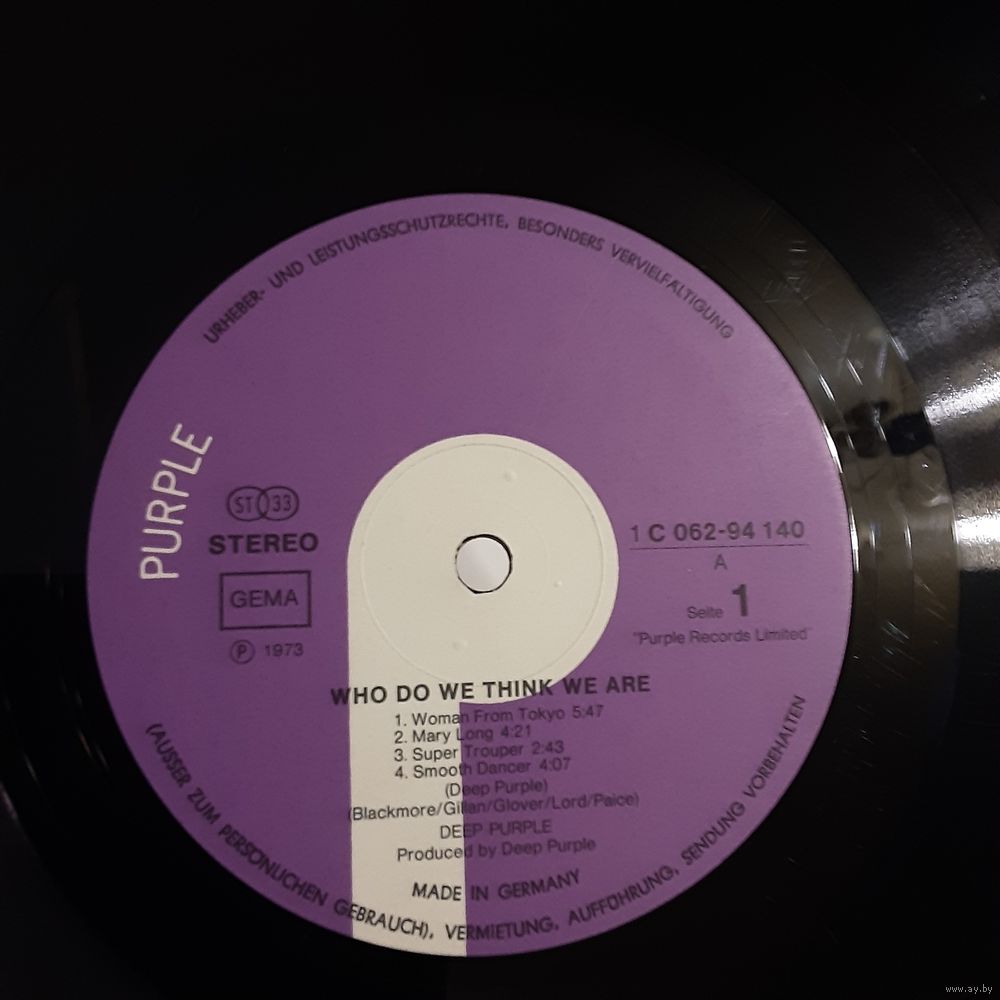 URHEBER- UND LEISTUNGSSCHUTZRECHTE, BESONDERS VERVIELFÄLTIGUNG
PURPLE
ST 33
STEREO
GEMA
Ⓟ 1973
1 C 062-94 140
A
Seite 1
"Purple Records Limited"
WHO DO WE THINK WE ARE
1. Woman From Tokyo 5:47
2. Mary Long 4:21
3. Super Trouper 2:43
4. Smooth Dancer 4:07
(Deep Purple)
(Blackmore/Gillan/Glover/Lord/Paice)
DEEP PURPLE
Produced by Deep Purple
MADE IN GERMANY
(AUSSER ZUM PERSÖNLICHEN GEBRAUCH), VERMIETUNG, AUFFÜHRUNG, SENDUNG VORBEHALTEN
www.ay.by